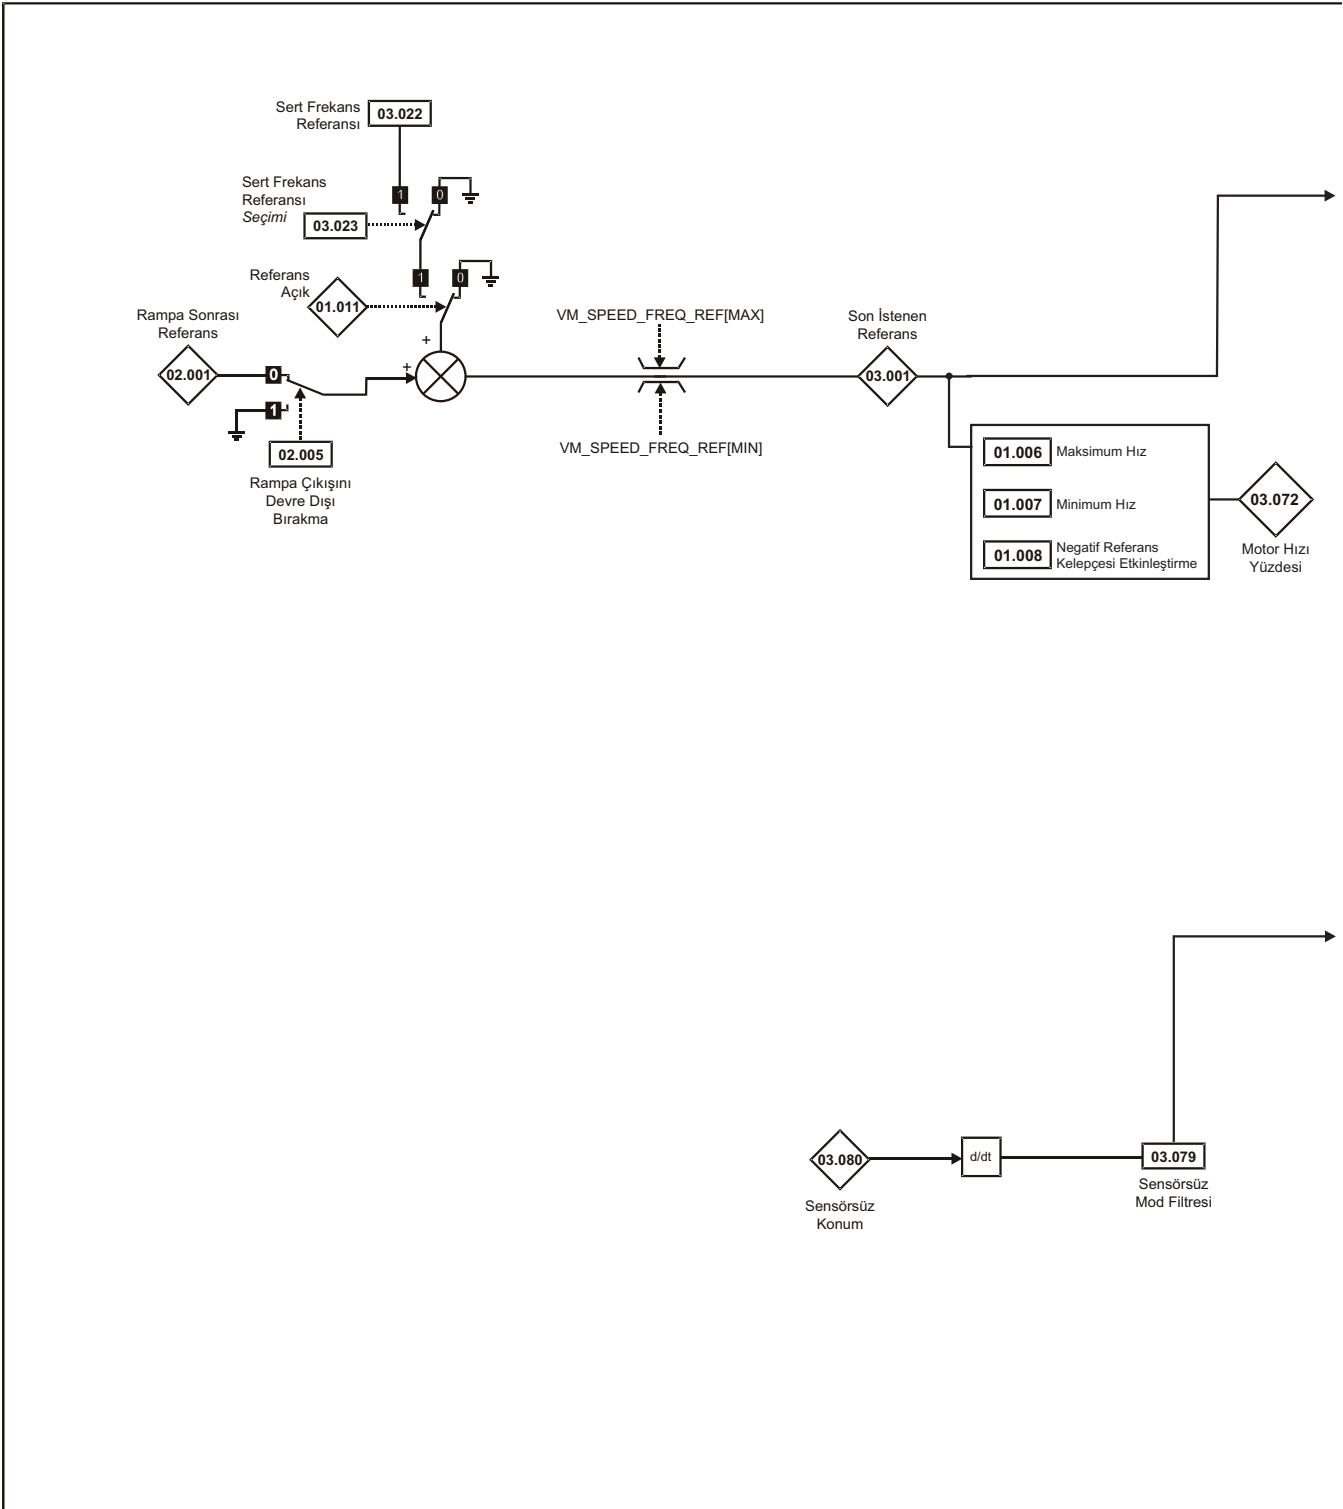 Sert Frekans
Referansı
03.022
1
0
Sert Frekans
Referansı
Seçimi
03.023
1
0
Referans
Açık
01.011
+
Rampa Sonrası
Referans
02.001
0
+
1
02.005
Rampa Çıkışını
Devre Dışı
Bırakma
VM_SPEED_FREQ_REF[MAX]
VM_SPEED_FREQ_REF[MIN]
Son İstenen
Referans
03.001
01.006 Maksimum Hız
01.007 Minimum Hız
01.008 Negatif Referans
Kelepçesi Etkinleştirme
03.072
Motor Hızı
Yüzdesi
03.080
d/dt
03.079
Sensörsüz
Konum
Sensörsüz
Mod Filtresi